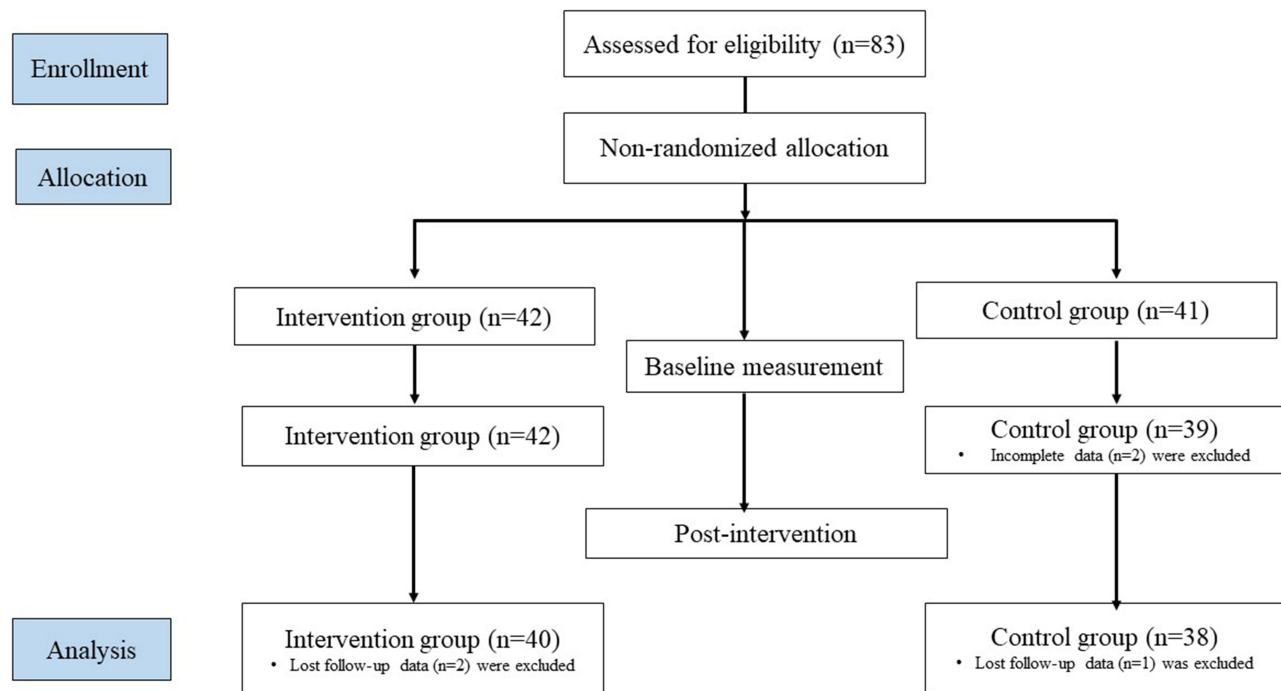 Enrollment
Assessed for eligibility (n=83)
Allocation
Non-randomized allocation
Intervention group (n=42)
Control group (n=41)
Baseline measurement
Intervention group (n=42)
Control group (n=39)
• Incomplete data (n=2) were excluded
Post-intervention
Analysis
Intervention group (n=40)
• Lost follow-up data (n=2) were excluded
Control group (n=38)
• Lost follow-up data (n=1) was excluded